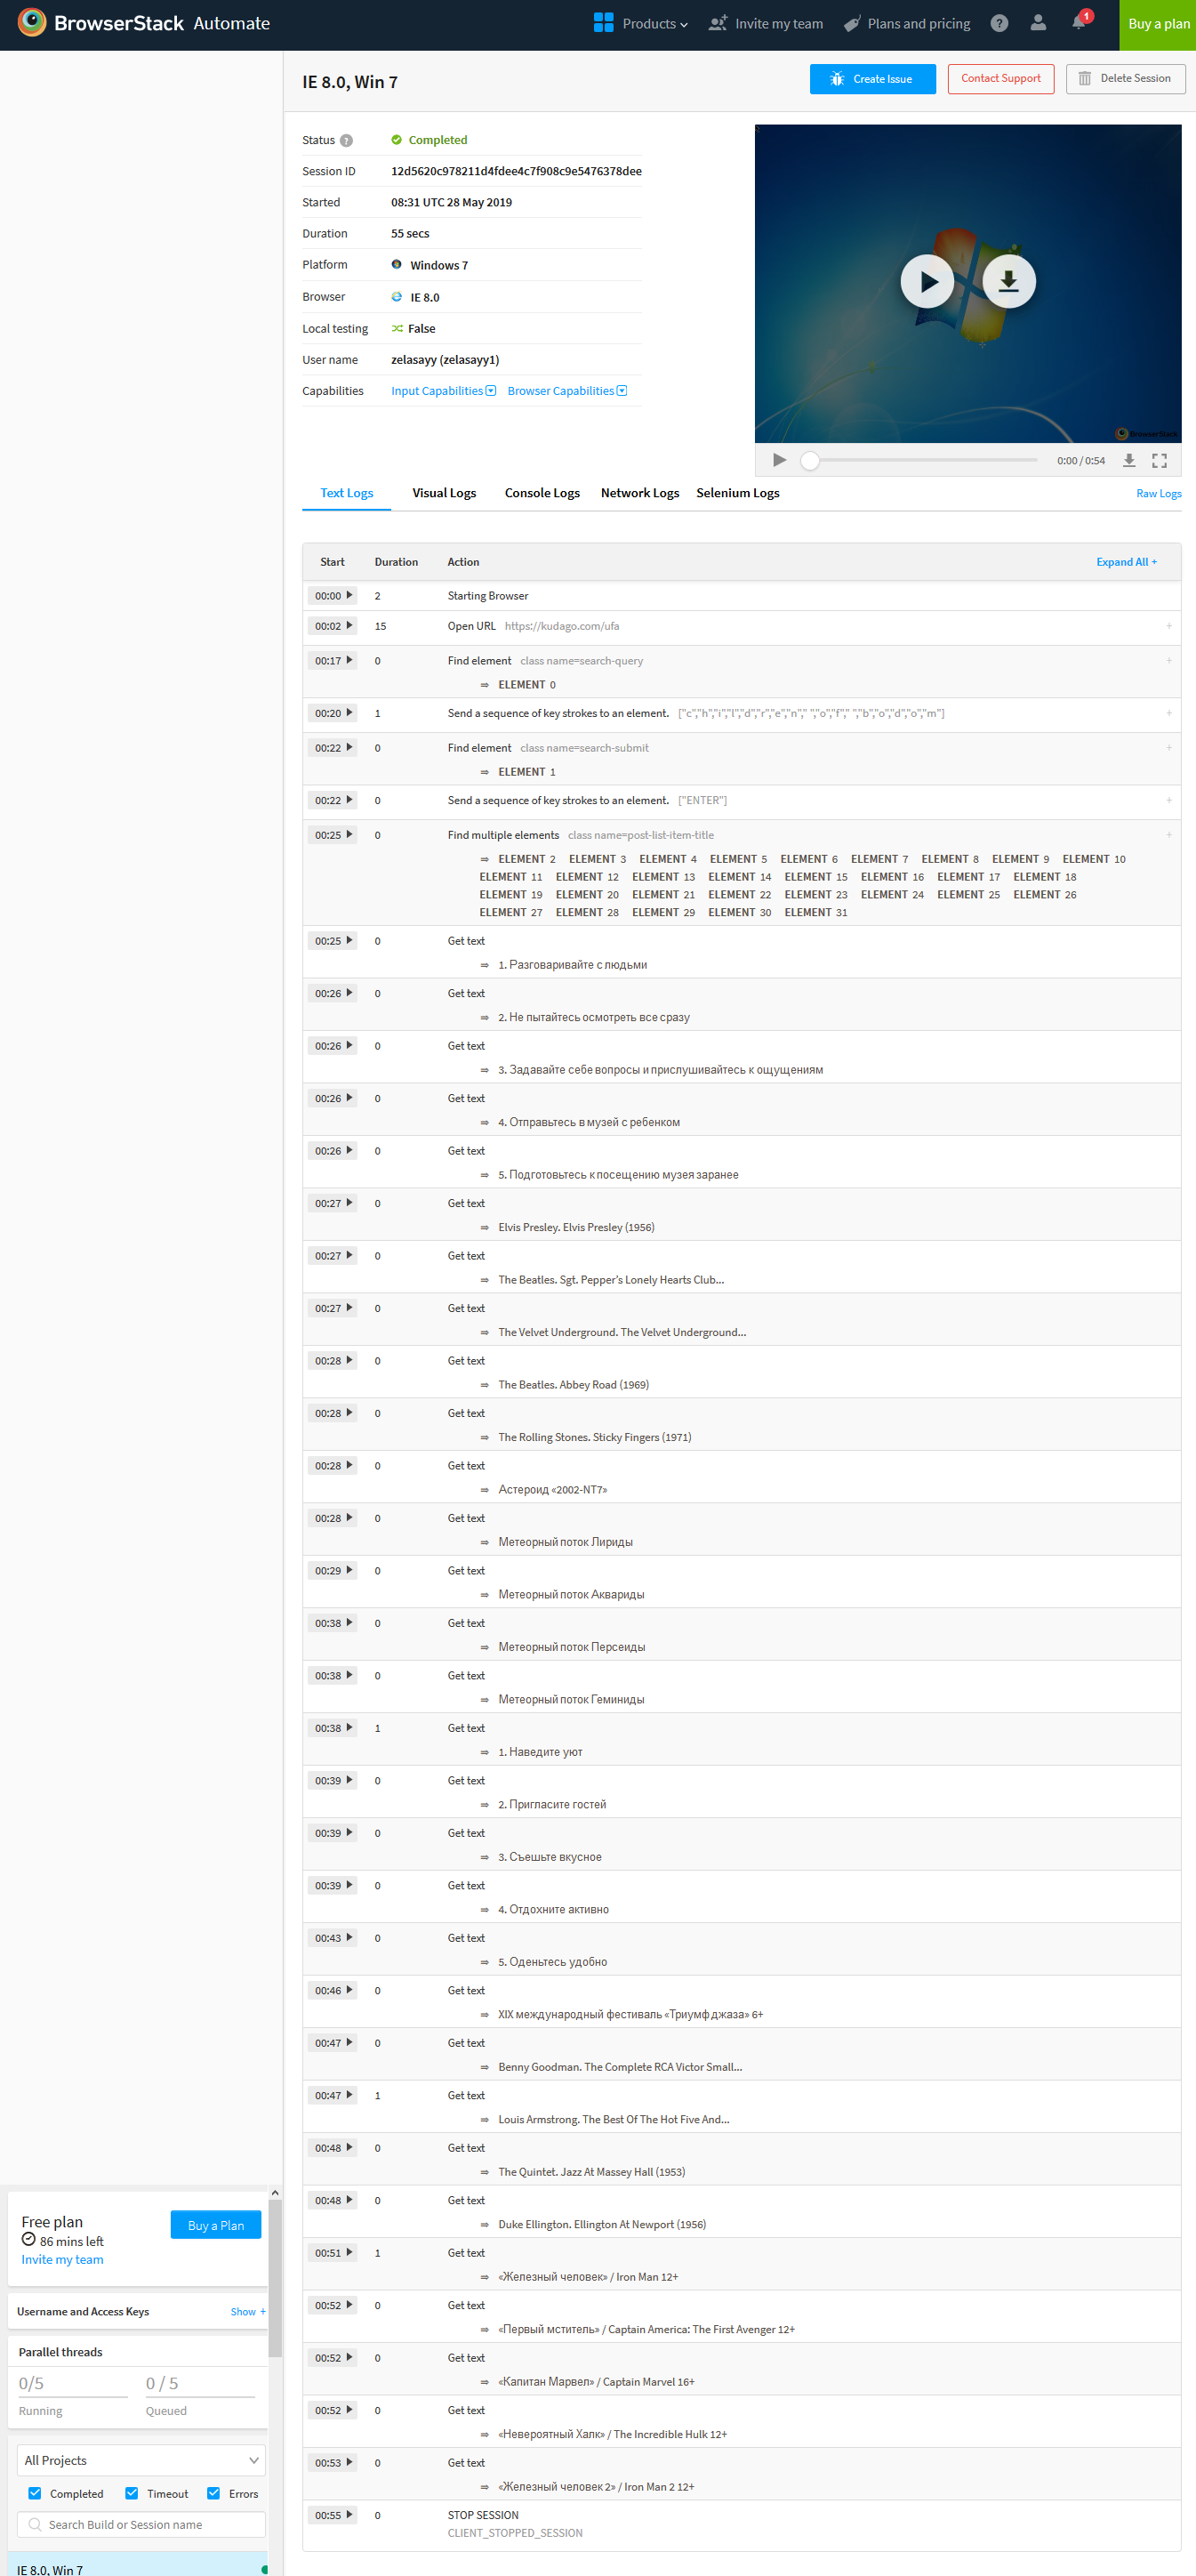 BrowserStack Automate
Products
Invite my team
Plans and pricing
?
1
Buy a plan
IE 8.0, Win 7
Create Issue
Contact Support
Delete Session
Status ?
Completed
Session ID 12d5620c978211d4fdee4c7f908c9e5476378dee
Started 08:31 UTC 28 May 2019
Duration 55 secs
Platform Windows 7
Browser IE 8.0
Local testing False
User name zelasayy (zelasayy1)
Capabilities Input Capabilities Browser Capabilities
BrowserStack
0:00 / 0:54
Text Logs Visual Logs Console Logs Network Logs Selenium Logs Raw Logs
Start Duration Action Expand All +
00:00 2 Starting Browser
00:02 15 Open URL https://kudago.com/ufa +
00:17 0 Find element class name=search-query +
⇒ ELEMENT 0
00:20 1 Send a sequence of key strokes to an element. ["c","h","i","l","d","r","e","n"," ","o","f"," ","b","o","d","o","m"] +
00:22 0 Find element class name=search-submit +
⇒ ELEMENT 1
00:22 0 Send a sequence of key strokes to an element. ["ENTER"] +
00:25 0 Find multiple elements class name=post-list-item-title +
⇒ ELEMENT 2 ELEMENT 3 ELEMENT 4 ELEMENT 5 ELEMENT 6 ELEMENT 7 ELEMENT 8 ELEMENT 9 ELEMENT 10
ELEMENT 11 ELEMENT 12 ELEMENT 13 ELEMENT 14 ELEMENT 15 ELEMENT 16 ELEMENT 17 ELEMENT 18
ELEMENT 19 ELEMENT 20 ELEMENT 21 ELEMENT 22 ELEMENT 23 ELEMENT 24 ELEMENT 25 ELEMENT 26
ELEMENT 27 ELEMENT 28 ELEMENT 29 ELEMENT 30 ELEMENT 31
00:25 0 Get text
⇒ 1. Разговаривайте с людьми
00:26 0 Get text
⇒ 2. Не пытайтесь осмотреть все сразу
00:26 0 Get text
⇒ 3. Задавайте себе вопросы и прислушивайтесь к ощущениям
00:26 0 Get text
⇒ 4. Отправьтесь в музей с ребенком
00:26 0 Get text
⇒ 5. Подготовьтесь к посещению музея заранее
00:27 0 Get text
⇒ Elvis Presley. Elvis Presley (1956)
00:27 0 Get text
⇒ The Beatles. Sgt. Pepper's Lonely Hearts Club...
00:27 0 Get text
⇒ The Velvet Underground. The Velvet Underground...
00:28 0 Get text
⇒ The Beatles. Abbey Road (1969)
00:28 0 Get text
⇒ The Rolling Stones. Sticky Fingers (1971)
00:28 0 Get text
⇒ Астероид «2002-NT7»
00:28 0 Get text
⇒ Метеорный поток Лириды
00:29 0 Get text
⇒ Метеорный поток Аквариды
00:38 0 Get text
⇒ Метеорный поток Персеиды
00:38 0 Get text
⇒ Метеорный поток Геминиды
00:38 1 Get text
⇒ 1. Наведите уют
00:39 0 Get text
⇒ 2. Пригласите гостей
00:39 0 Get text
⇒ 3. Съешьте вкусное
00:39 0 Get text
⇒ 4. Отдохните активно
00:43 0 Get text
⇒ 5. Оденьтесь удобно
00:46 0 Get text
⇒ XIX международный фестиваль «Триумф джаза» 6+
00:47 0 Get text
⇒ Benny Goodman. The Complete RCA Victor Small...
00:47 1 Get text
⇒ Louis Armstrong. The Best Of The Hot Five And...
00:48 0 Get text
⇒ The Quintet. Jazz At Massey Hall (1953)
00:48 0 Get text
⇒ Duke Ellington. Ellington At Newport (1956)
00:51 1 Get text
⇒ «Железный человек» / Iron Man 12+
00:52 0 Get text
⇒ «Первый мститель» / Captain America: The First Avenger 12+
00:52 0 Get text
⇒ «Капитан Марвел» / Captain Marvel 16+
00:52 0 Get text
⇒ «Невероятный Халк» / The Incredible Hulk 12+
00:53 0 Get text
⇒ «Железный человек 2» / Iron Man 2 12+
00:55 0 STOP SESSION
CLIENT_STOPPED_SESSION
Free plan
86 mins left
Invite my team
Buy a Plan
Username and Access Keys Show +
Parallel threads
0/5 0 / 5
Running Queued
All Projects
Completed Timeout Errors
Search Build or Session name
IE 8.0, Win 7